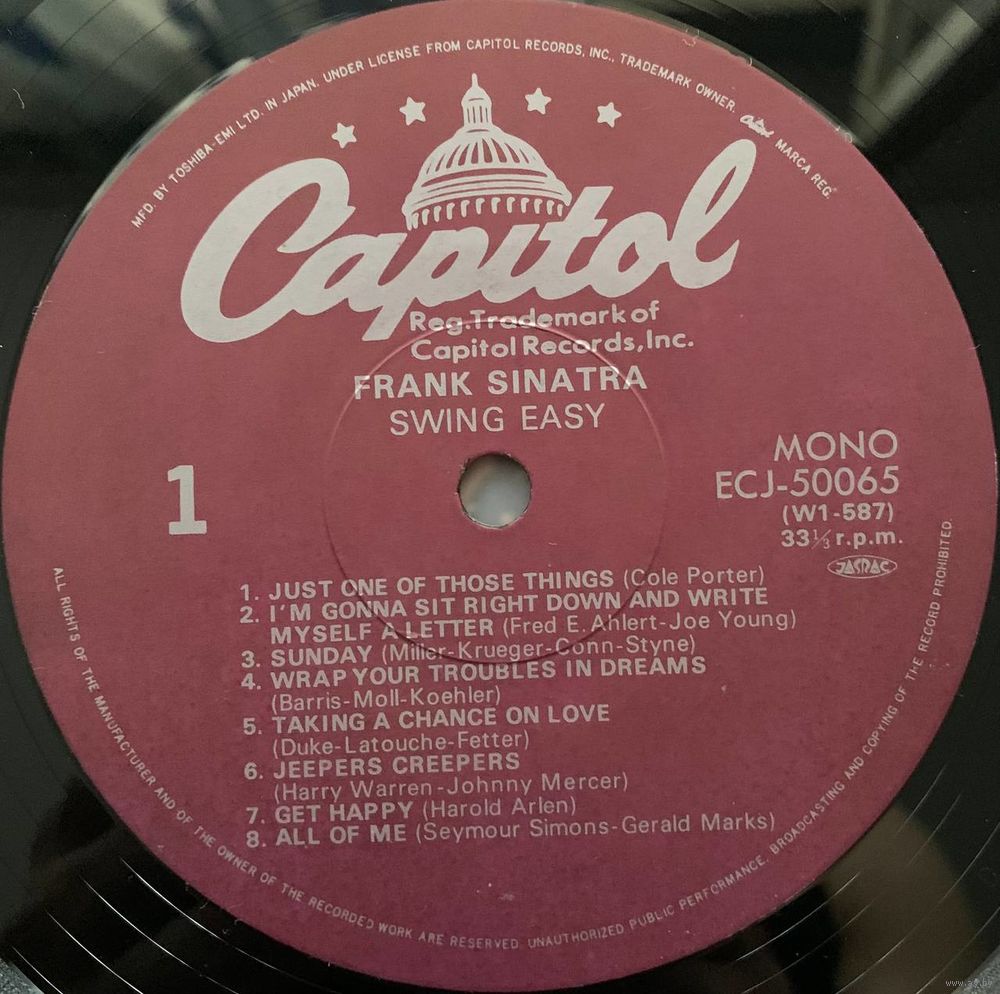 MFD. BY TOSHIBA-EMI LTD. IN JAPAN. UNDER LICENSE FROM CAPITOL RECORDS, INC., TRADEMARK OWNER. Capitol MARCA REG.
Capitol
Reg. Trademark of
Capitol Records, Inc.
FRANK SINATRA
SWING EASY
1
MONO
ECJ-50065
(W1-587)
33⅓ r.p.m.
JASRAC
1. JUST ONE OF THOSE THINGS (Cole Porter)
2. I'M GONNA SIT RIGHT DOWN AND WRITE
MYSELF A LETTER (Fred E. Ahlert-Joe Young)
3. SUNDAY (Miller-Krueger-Conn-Styne)
4. WRAP YOUR TROUBLES IN DREAMS
(Barris-Moll-Koehler)
5. TAKING A CHANCE ON LOVE
(Duke-Latouche-Fetter)
6. JEEPERS CREEPERS
(Harry Warren-Johnny Mercer)
7. GET HAPPY (Harold Arlen)
8. ALL OF ME (Seymour Simons-Gerald Marks)
ALL RIGHTS OF THE MANUFACTURER AND OF THE OWNER OF THE RECORDED WORK ARE RESERVED. UNAUTHORIZED PUBLIC PERFORMANCE. BROADCASTING AND COPYING OF THE RECORD PROHIBITED.